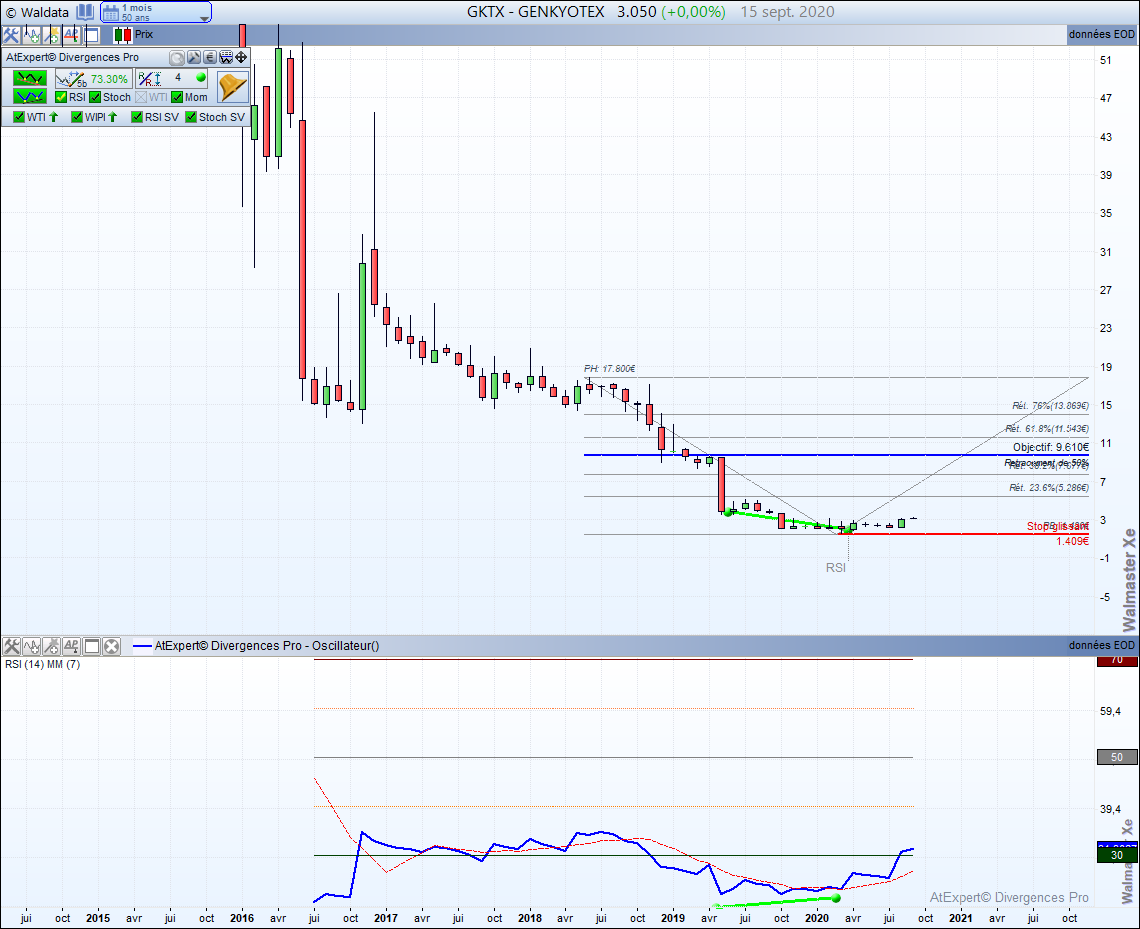 © Waldata
1 mois
50 ans
GKTX - GENKYOTEX 3.050 (+0,00%) 15 sept. 2020
Prix
données EOD
AtExpert© Divergences Pro
5b 73.30% 4
RSI Stoch WTI Mom
WTI WIPI RSI SV Stoch SV
51
47
43
39
35
31
27
23
19
15
11
7
3
-1
-5
PH: 17.800€
Rét. 76%(13.869€)
Rét. 61.8%(11.543€)
Objectif: 9.610€
Rét. 23.6%(5.286€)
Stop glissant
1.409€
RSI
Walmaster Xe
AtExpert© Divergences Pro - Oscillateur()
données EOD
RSI (14) MM (7)
70
59,4
50
39,4
30
AtExpert© Divergences Pro
jui oct 2015 avr jui oct 2016 avr jui oct 2017 avr jui oct 2018 avr jui oct 2019 avr jui oct 2020 avr jui oct 2021 avr jui oct